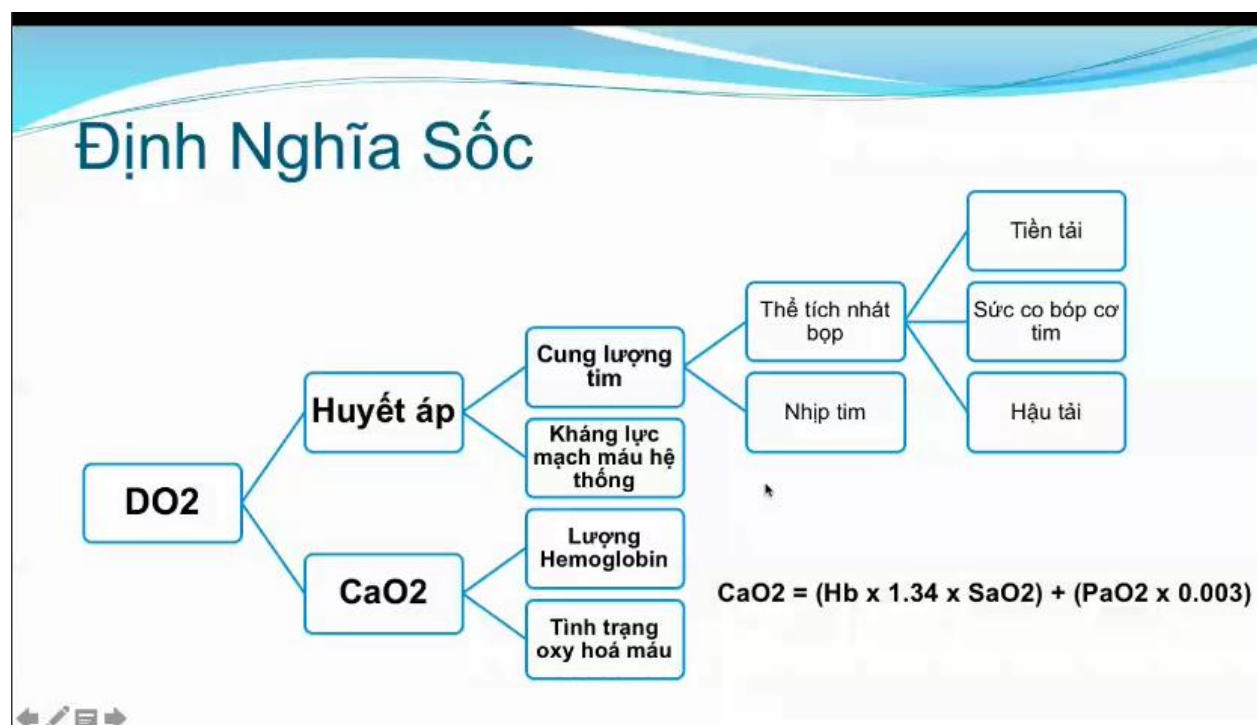 Định Nghĩa Sốc
Tiền tải
Thể tích nhát
bọp
Sức co bóp cơ
tim
Cung lượng
tim
Huyết áp
Nhịp tim
Hậu tải
Kháng lực
mạch máu hệ
thống
DO2
Lượng
Hemoglobin
CaO2
CaO2 = (Hb x 1.34 x SaO2) + (PaO2 x 0.003)
Tình trạng
oxy hoá máu